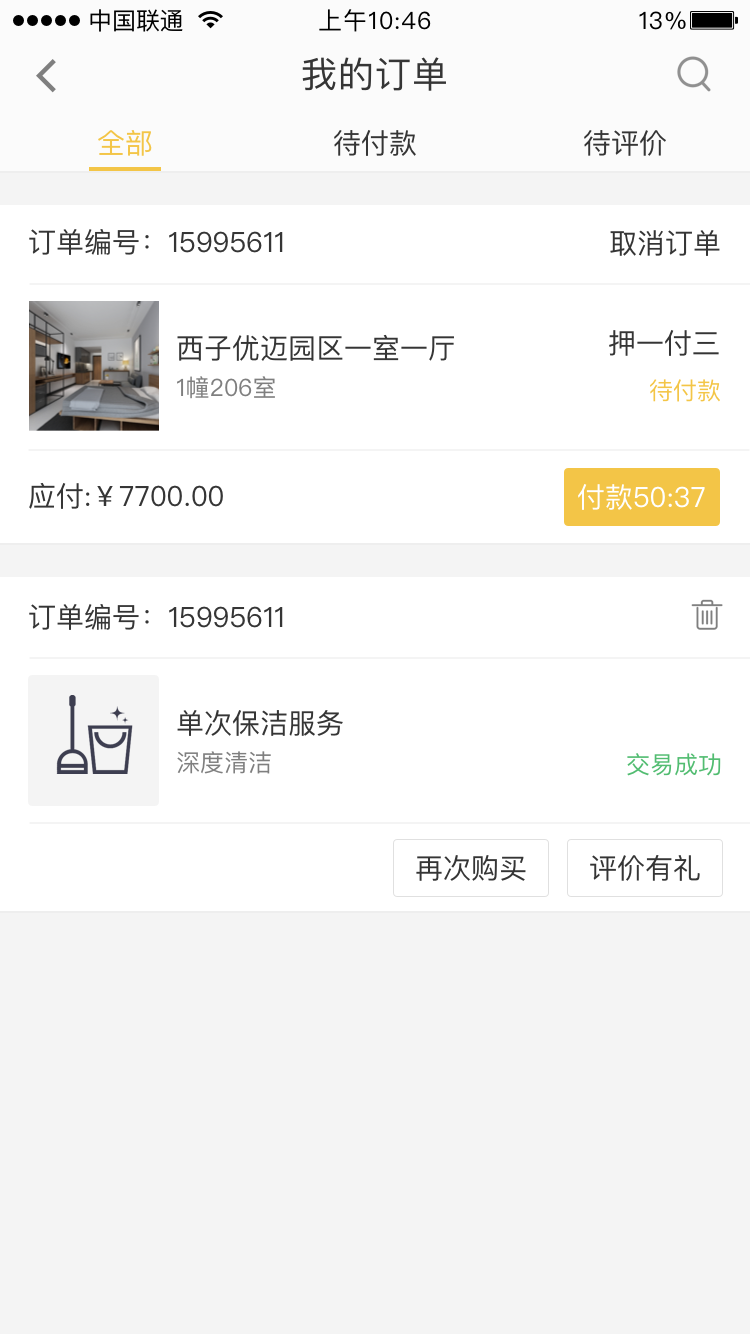 中国联通 上午10:46 13%
我的订单
全部 待付款 待评价
订单编号：15995611 取消订单
西子优迈园区一室一厅 押一付三
1幢206室 待付款
应付:¥7700.00 付款50:37
订单编号：15995611
单次保洁服务
深度清洁 交易成功
再次购买 评价有礼